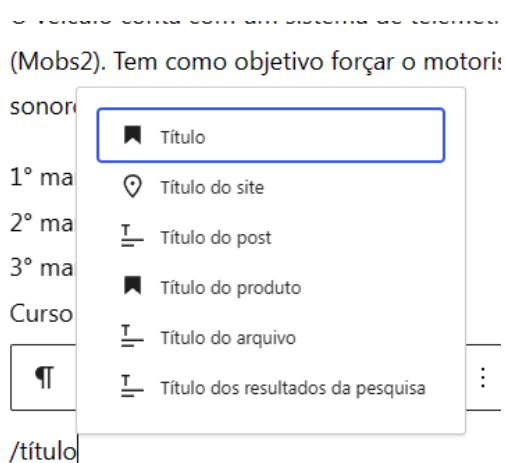 O veículo conta com um sistema de telemetr
(Mobs2). Tem como objetivo forçar o motoris
sonor
Título
1° ma
Título do site
2° ma
Título do post
3° ma
Título do produto
Curso
Título do arquivo
Título dos resultados da pesquisa
/título